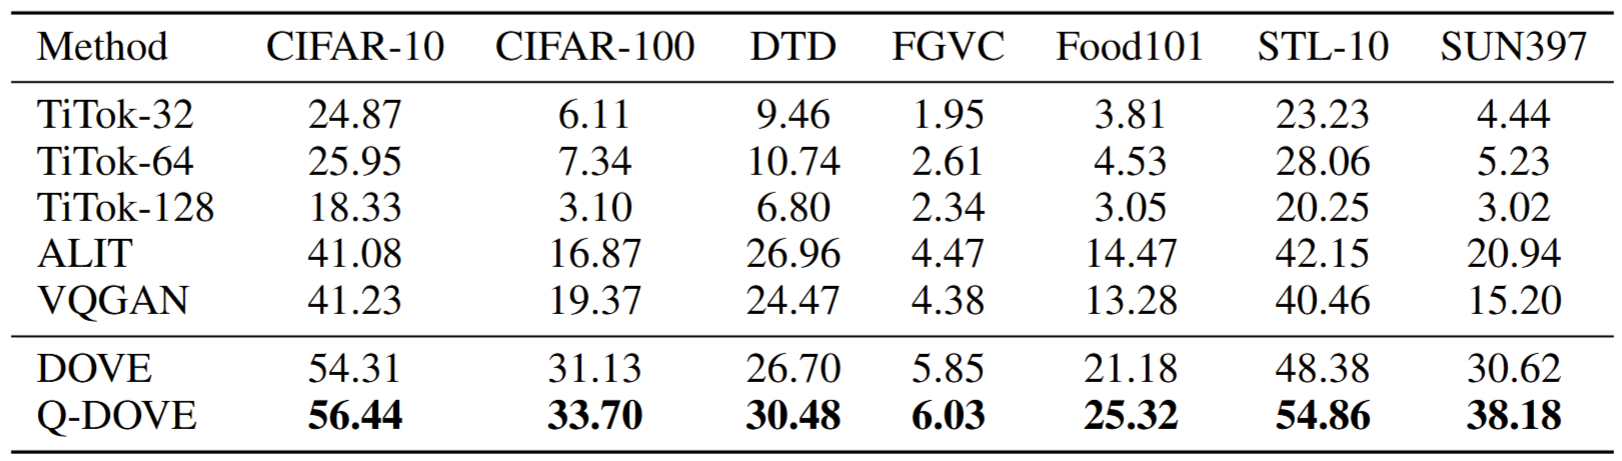 Method CIFAR-10 CIFAR-100 DTD FGVC Food101 STL-10 SUN397
TiTok-32 24.87 6.11 9.46 1.95 3.81 23.23 4.44
TiTok-64 25.95 7.34 10.74 2.61 4.53 28.06 5.23
TiTok-128 18.33 3.10 6.80 2.34 3.05 20.25 3.02
ALIT 41.08 16.87 26.96 4.47 14.47 42.15 20.94
VQGAN 41.23 19.37 24.47 4.38 13.28 40.46 15.20
DOVE 54.31 31.13 26.70 5.85 21.18 48.38 30.62
Q-DOVE 56.44 33.70 30.48 6.03 25.32 54.86 38.18